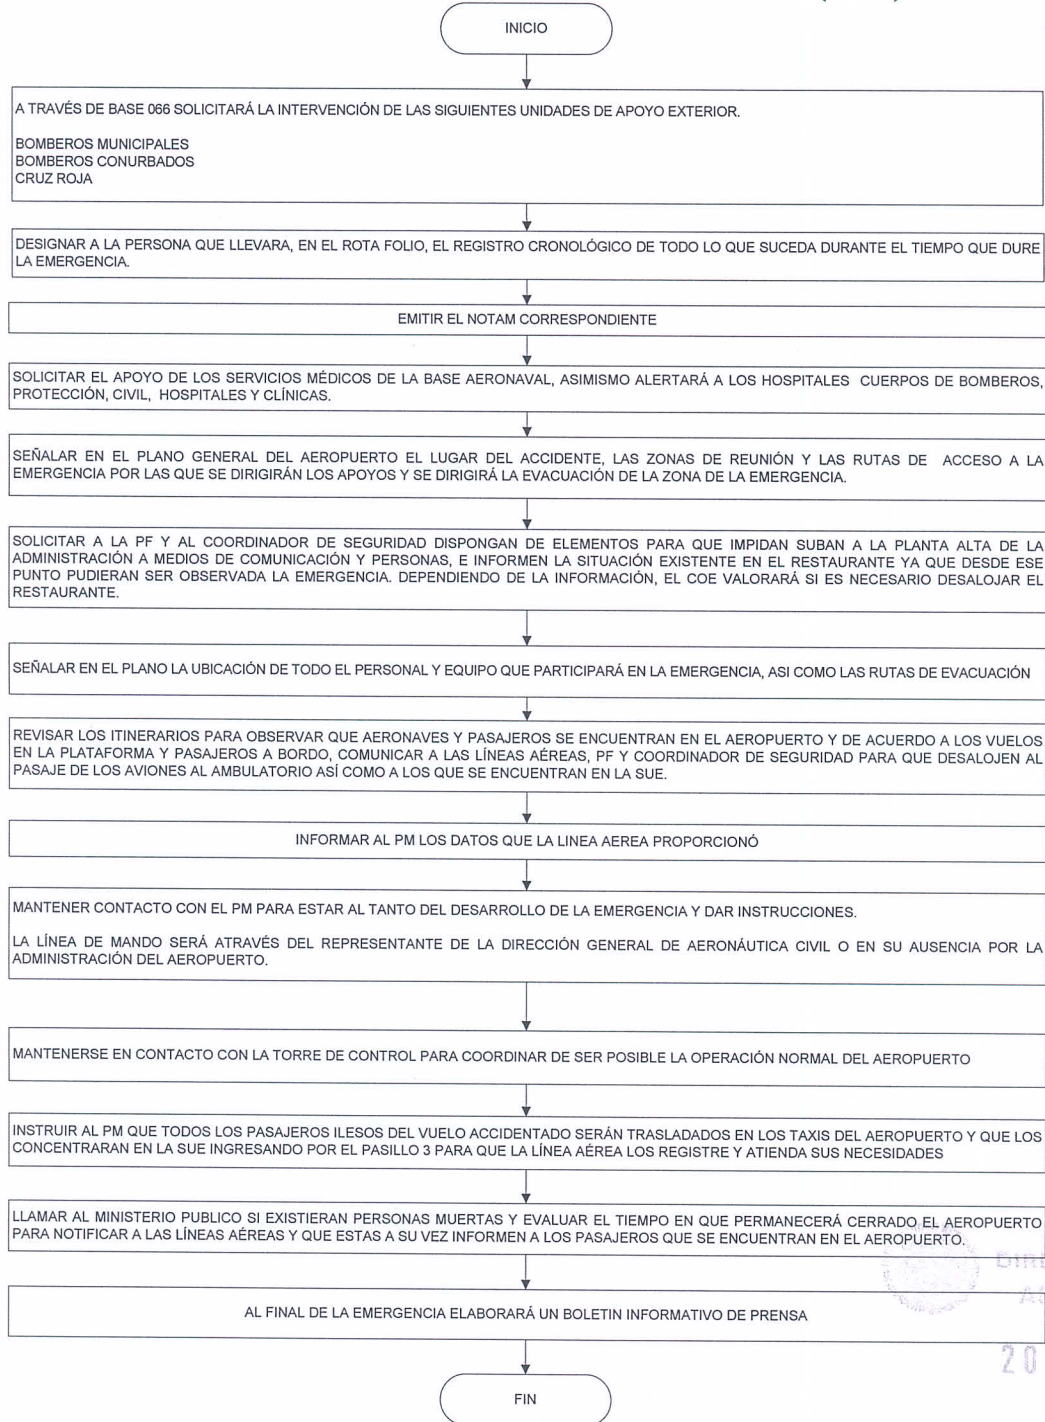 INICIO
A TRAVÉS DE BASE 066 SOLICITARÁ LA INTERVENCIÓN DE LAS SIGUIENTES UNIDADES DE APOYO EXTERIOR.
BOMBEROS MUNICIPALES
BOMBEROS CONURBADOS
CRUZ ROJA
DESIGNAR A LA PERSONA QUE LLEVARA, EN EL ROTA FOLIO, EL REGISTRO CRONOLÓGICO DE TODO LO QUE SUCEDA DURANTE EL TIEMPO QUE DURE
LA EMERGENCIA.
EMITIR EL NOTAM CORRESPONDIENTE
SOLICITAR EL APOYO DE LOS SERVICIOS MÉDICOS DE LA BASE AERONAVAL, ASIMISMO ALERTARÁ A LOS HOSPITALES CUERPOS DE BOMBEROS,
PROTECCIÓN, CIVIL, HOSPITALES Y CLÍNICAS.
SEÑALAR EN EL PLANO GENERAL DEL AEROPUERTO EL LUGAR DEL ACCIDENTE, LAS ZONAS DE REUNIÓN Y LAS RUTAS DE ACCESO A LA
EMERGENCIA POR LAS QUE SE DIRIGIRÁN LOS APOYOS Y SE DIRIGIRÁ LA EVACUACIÓN DE LA ZONA DE LA EMERGENCIA.
SOLICITAR A LA PF Y AL COORDINADOR DE SEGURIDAD DISPONGAN DE ELEMENTOS PARA QUE IMPIDAN SUBAN A LA PLANTA ALTA DE LA
ADMINISTRACIÓN A MEDIOS DE COMUNICACIÓN Y PERSONAS, E INFORMEN LA SITUACIÓN EXISTENTE EN EL RESTAURANTE YA QUE DESDE ESE
PUNTO PUDIERAN SER OBSERVADA LA EMERGENCIA. DEPENDIENDO DE LA INFORMACIÓN, EL COE VALORARÁ SI ES NECESARIO DESALOJAR EL
RESTAURANTE.
SEÑALAR EN EL PLANO LA UBICACIÓN DE TODO EL PERSONAL Y EQUIPO QUE PARTICIPARÁ EN LA EMERGENCIA, ASI COMO LAS RUTAS DE EVACUACIÓN
REVISAR LOS ITINERARIOS PARA OBSERVAR QUE AERONAVES Y PASAJEROS SE ENCUENTRAN EN EL AEROPUERTO Y DE ACUERDO A LOS VUELOS
EN LA PLATAFORMA Y PASAJEROS A BORDO, COMUNICAR A LAS LÍNEAS AÉREAS, PF Y COORDINADOR DE SEGURIDAD PARA QUE DESALOJEN AL
PASAJE DE LOS AVIONES AL AMBULATORIO ASÍ COMO A LOS QUE SE ENCUENTRAN EN LA SUE.
INFORMAR AL PM LOS DATOS QUE LA LINEA AEREA PROPORCIONÓ
MANTENER CONTACTO CON EL PM PARA ESTAR AL TANTO DEL DESARROLLO DE LA EMERGENCIA Y DAR INSTRUCCIONES.
LA LÍNEA DE MANDO SERÁ ATRAVÉS DEL REPRESENTANTE DE LA DIRECCIÓN GENERAL DE AERONÁUTICA CIVIL O EN SU AUSENCIA POR LA
ADMINISTRACIÓN DEL AEROPUERTO.
MANTENERSE EN CONTACTO CON LA TORRE DE CONTROL PARA COORDINAR DE SER POSIBLE LA OPERACIÓN NORMAL DEL AEROPUERTO
INSTRUIR AL PM QUE TODOS LOS PASAJEROS ILESOS DEL VUELO ACCIDENTADO SERÁN TRASLADADOS EN LOS TAXIS DEL AEROPUERTO Y QUE LOS
CONCENTRARAN EN LA SUE INGRESANDO POR EL PASILLO 3 PARA QUE LA LÍNEA AÉREA LOS REGISTRE Y ATIENDA SUS NECESIDADES
LLAMAR AL MINISTERIO PUBLICO SI EXISTIERAN PERSONAS MUERTAS Y EVALUAR EL TIEMPO EN QUE PERMANECERÁ CERRADO EL AEROPUERTO
PARA NOTIFICAR A LAS LÍNEAS AÉREAS Y QUE ESTAS A SU VEZ INFORMEN A LOS PASAJEROS QUE SE ENCUENTRAN EN EL AEROPUERTO.
AL FINAL DE LA EMERGENCIA ELABORARÁ UN BOLETIN INFORMATIVO DE PRENSA
20
FIN